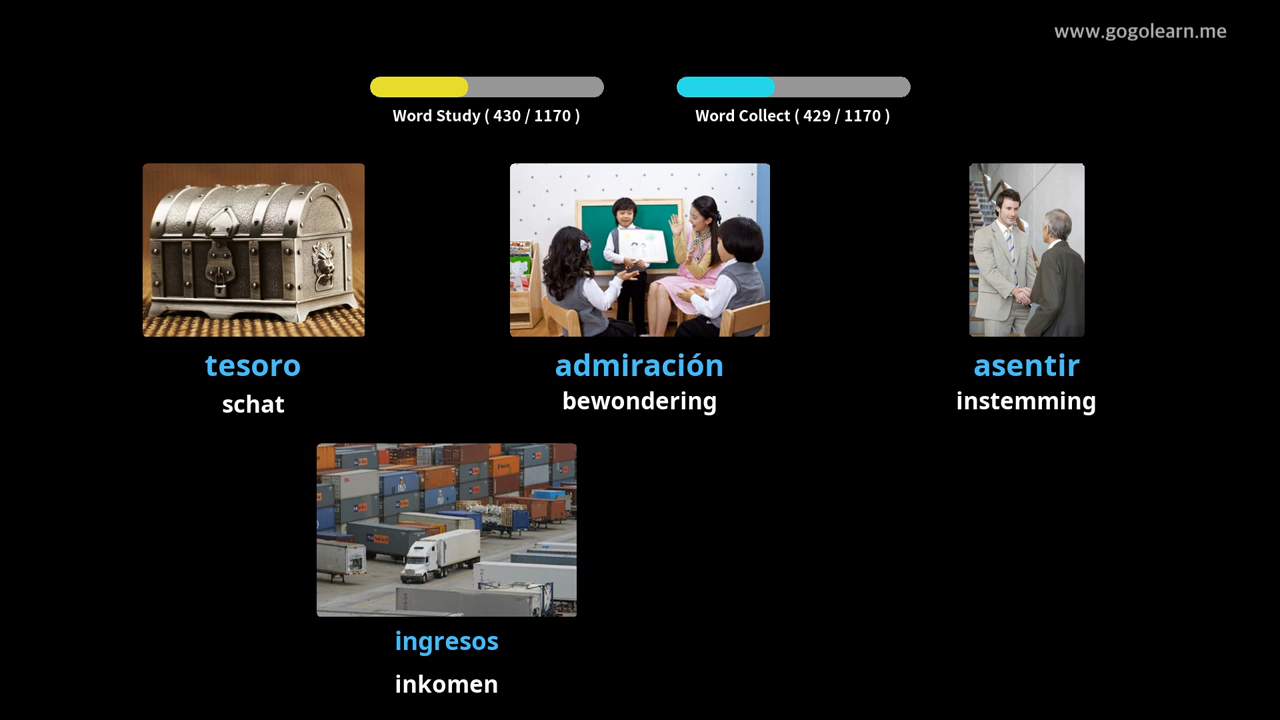 www.gogolearn.me
Word Study ( 430 / 1170 )
Word Collect ( 429 / 1170 )
tesoro
schat
admiración
bewondering
asentir
instemming
ingresos
inkomen